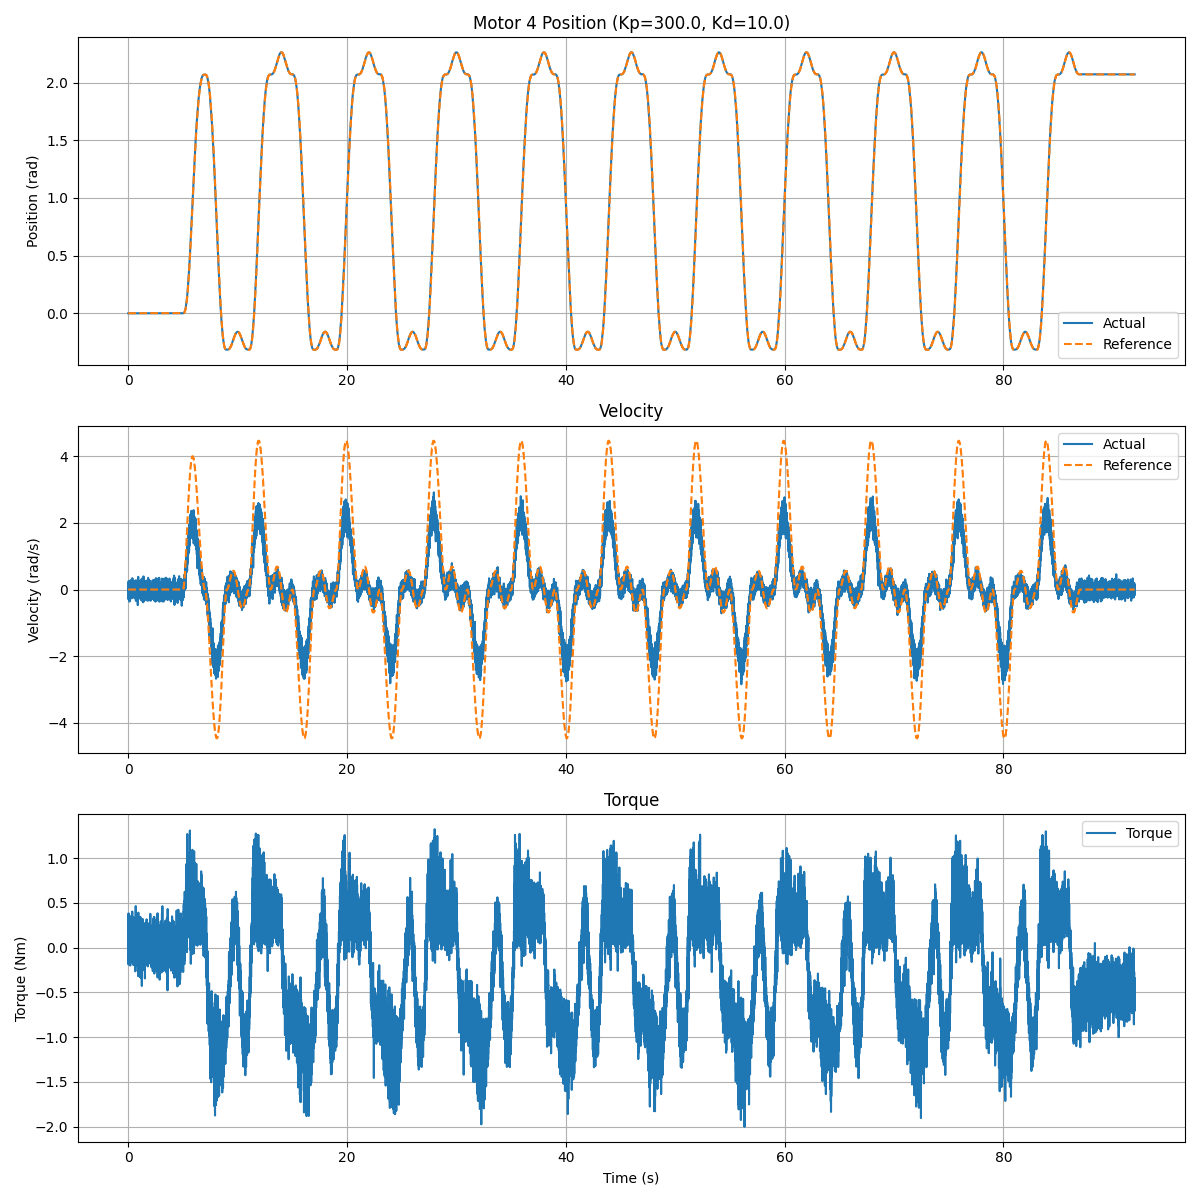 Motor 4 Position (Kp=300.0, Kd=10.0)
2.0
1.5
1.0
0.5
0.0
Position (rad)
Actual
Reference
0 20 40 60 80
Velocity
4
2
0
−2
−4
Velocity (rad/s)
Actual
Reference
0 20 40 60 80
Torque
1.0
0.5
0.0
−0.5
−1.0
−1.5
−2.0
Torque (Nm)
Torque
0 20 40 60 80
Time (s)